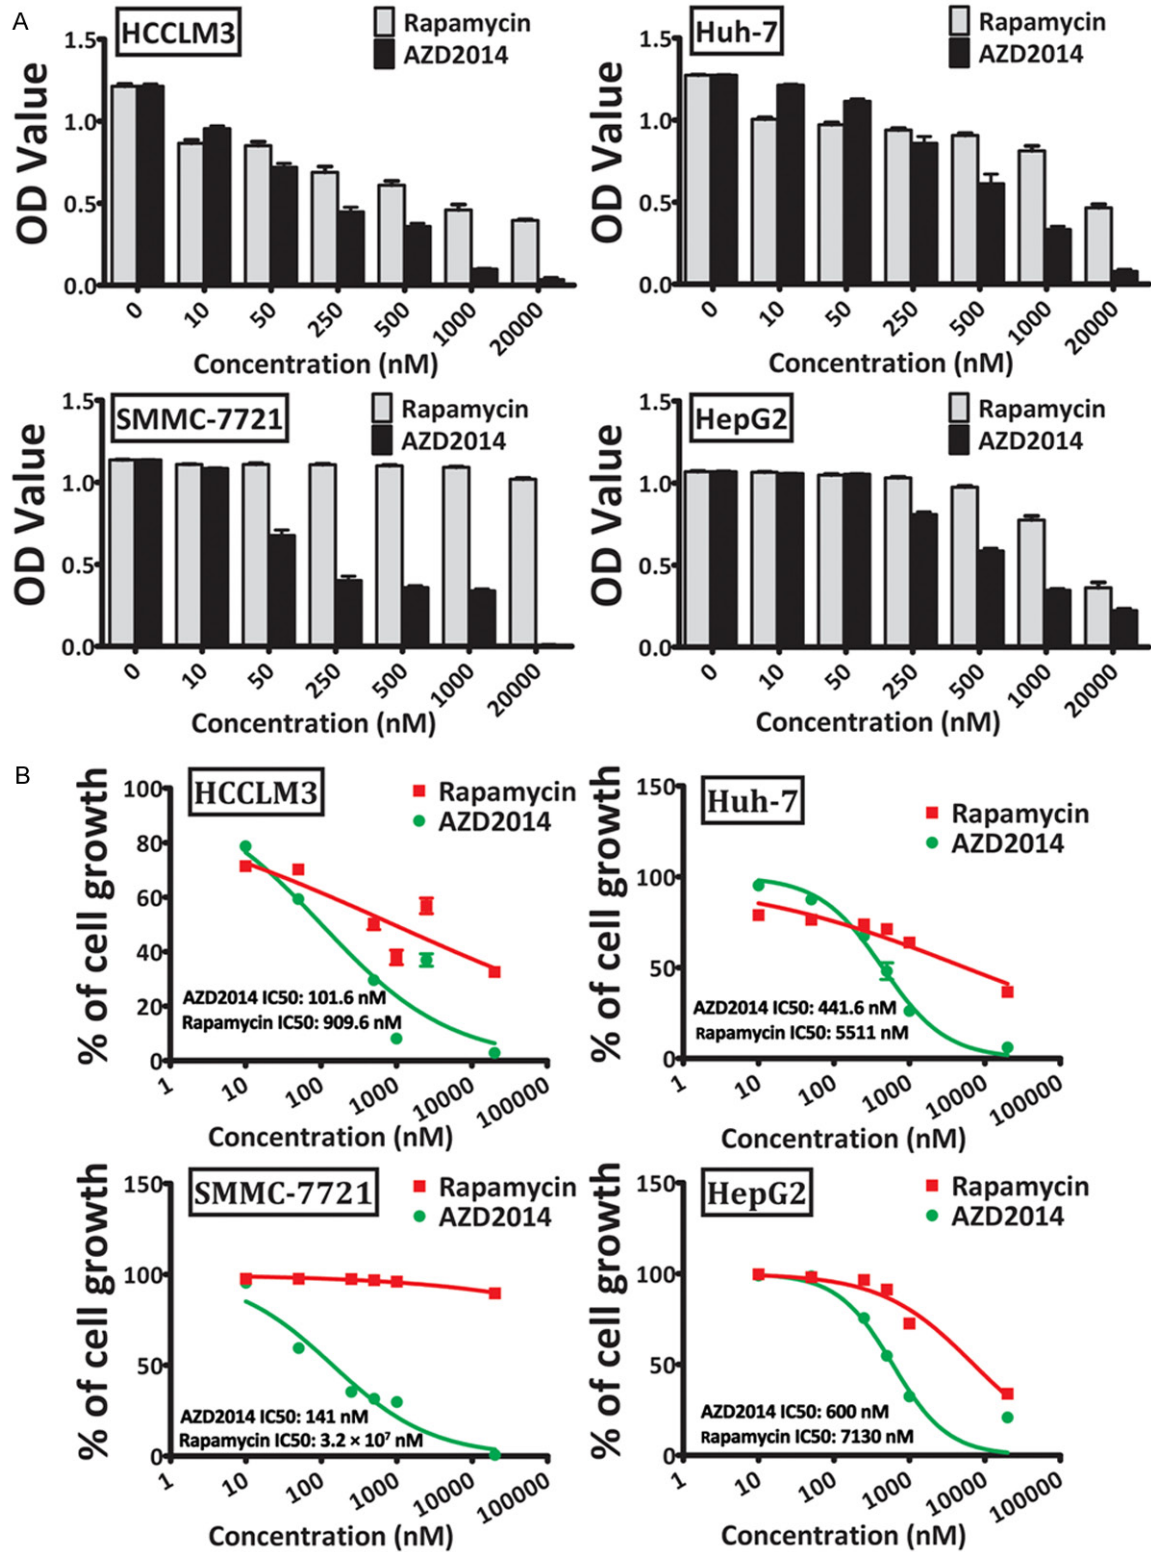 A
HCCLM3
Rapamycin
AZD2014
OD Value
1.5
1.0
0.5
0.0
0 10 50 250 500 1000 20000
Concentration (nM)
Huh-7
Rapamycin
AZD2014
OD Value
1.5
1.0
0.5
0.0
0 10 50 250 500 1000 20000
Concentration (nM)
SMMC-7721
Rapamycin
AZD2014
OD Value
1.5
1.0
0.5
0.0
0 10 50 250 500 1000 20000
Concentration (nM)
HepG2
Rapamycin
AZD2014
OD Value
1.5
1.0
0.5
0.0
0 10 50 250 500 1000 20000
Concentration (nM)
B
HCCLM3
Rapamycin
AZD2014
% of cell growth
100
80
60
40
20
0
AZD2014 IC50: 101.6 nM
Rapamycin IC50: 909.6 nM
1 10 100 1000 10000 100000
Concentration (nM)
Huh-7
Rapamycin
AZD2014
% of cell growth
150
100
50
0
AZD2014 IC50: 441.6 nM
Rapamycin IC50: 5511 nM
1 10 100 1000 10000 100000
Concentration (nM)
SMMC-7721
Rapamycin
AZD2014
% of cell growth
150
100
50
0
AZD2014 IC50: 141 nM
Rapamycin IC50: 3.2 × 10⁷ nM
1 10 100 1000 10000 100000
Concentration (nM)
HepG2
Rapamycin
AZD2014
% of cell growth
150
100
50
0
AZD2014 IC50: 600 nM
Rapamycin IC50: 7130 nM
1 10 100 1000 10000 100000
Concentration (nM)